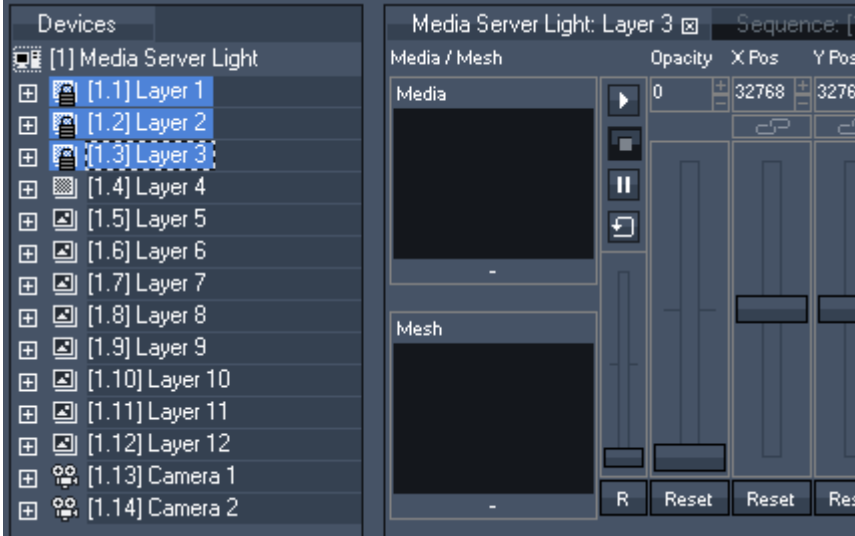 Devices
[1] Media Server Light
[1.1] Layer 1
[1.2] Layer 2
[1.3] Layer 3
[1.4] Layer 4
[1.5] Layer 5
[1.6] Layer 6
[1.7] Layer 7
[1.8] Layer 8
[1.9] Layer 9
[1.10] Layer 10
[1.11] Layer 11
[1.12] Layer 12
[1.13] Camera 1
[1.14] Camera 2
Media Server Light: Layer 3 Sequence: [
Media / Mesh Opacity X Pos Y Pos
Media 0 32768 3276
-
Mesh
-
R Reset Reset Res